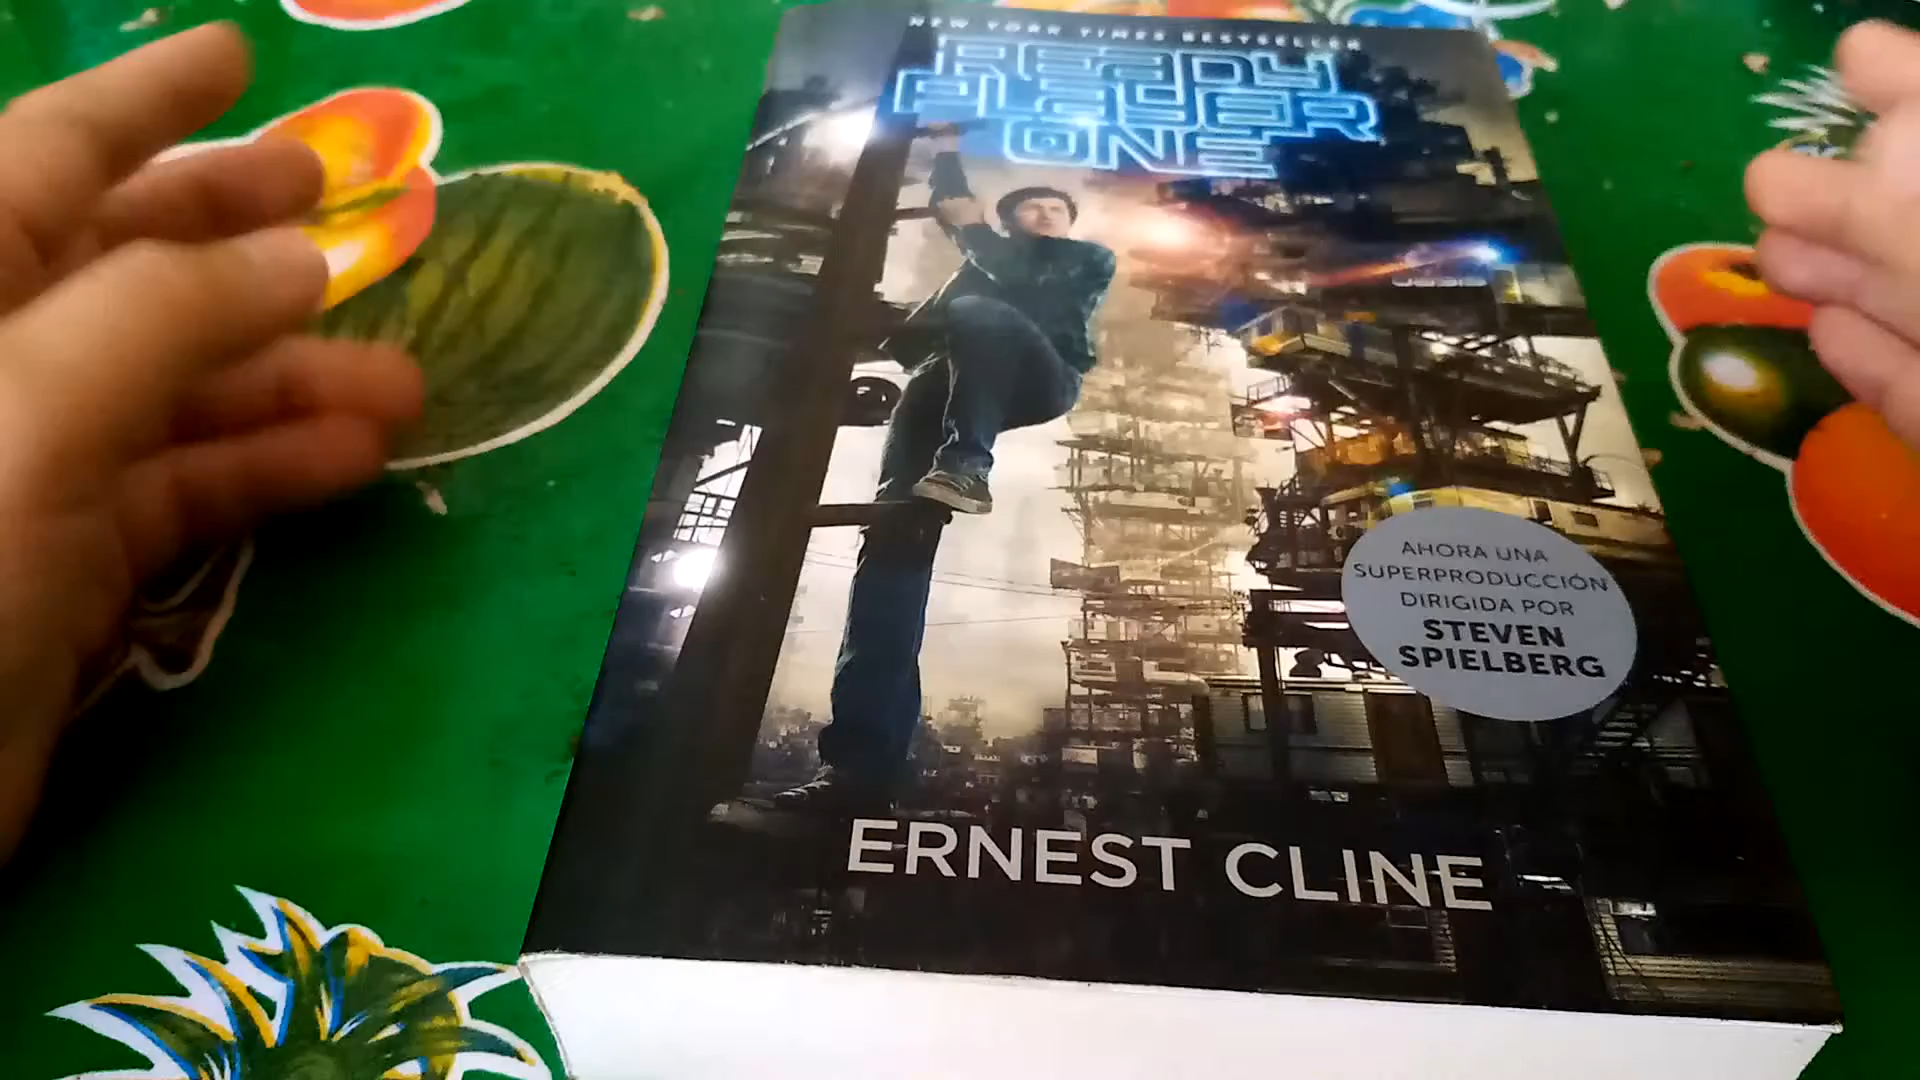 NEW YORK TIMES BESTSELLER
READY
PLAYER
ONE
AHORA UNA
SUPERPRODUCCIÓN
DIRIGIDA POR
STEVEN
SPIELBERG
ERNEST CLINE